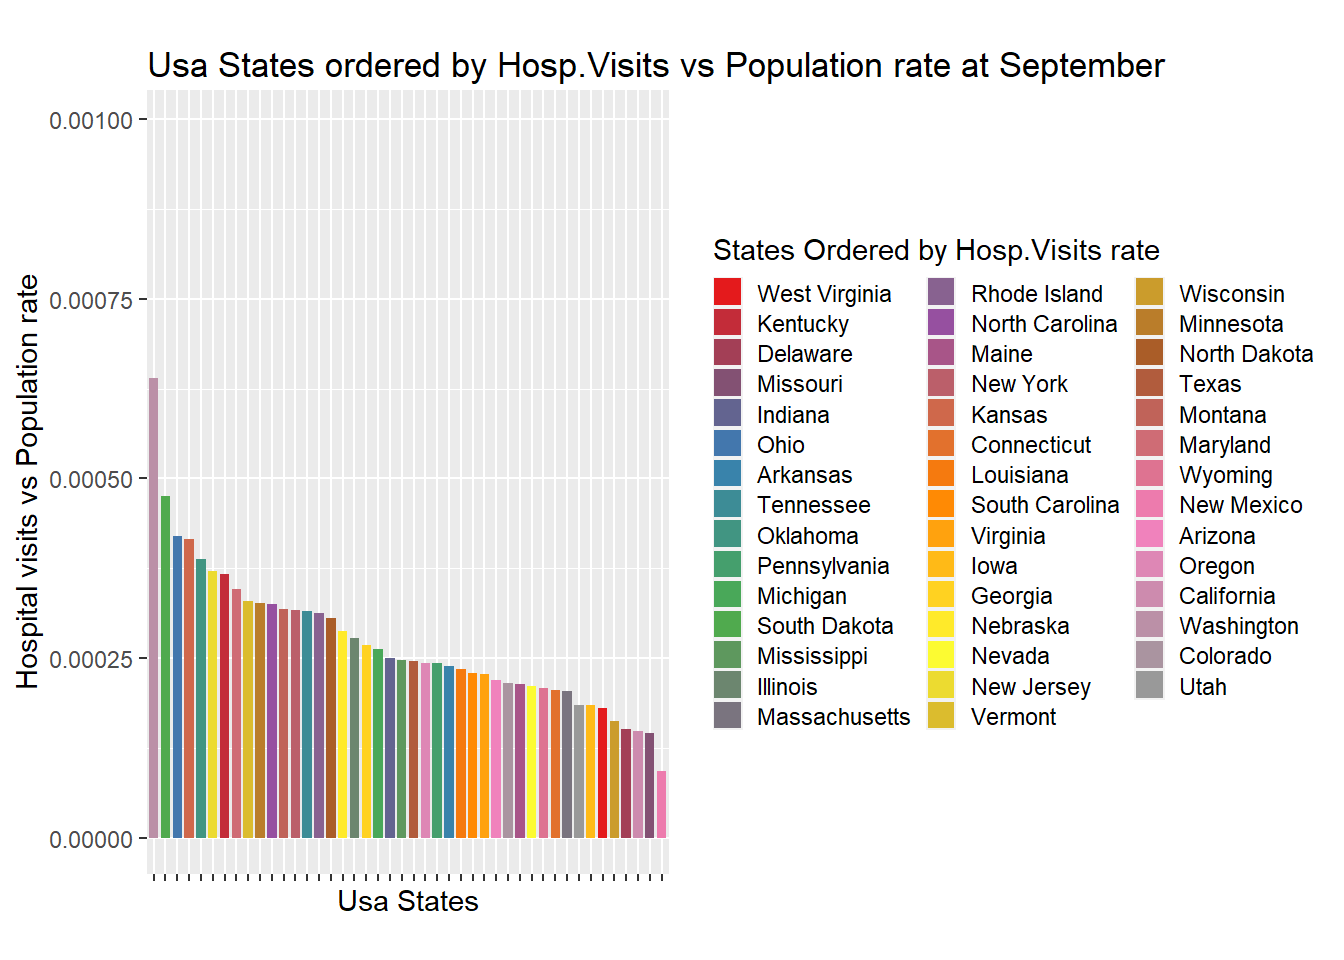 Usa States ordered by Hosp.Visits vs Population rate at September
0.00100
0.00075
0.00050
0.00025
0.00000
Hospital visits vs Population rate
Usa States
States Ordered by Hosp.Visits rate
West Virginia
Kentucky
Delaware
Missouri
Indiana
Ohio
Arkansas
Tennessee
Oklahoma
Pennsylvania
Michigan
South Dakota
Mississippi
Illinois
Massachusetts
Rhode Island
North Carolina
Maine
New York
Kansas
Connecticut
Louisiana
South Carolina
Virginia
Iowa
Georgia
Nebraska
Nevada
New Jersey
Vermont
Wisconsin
Minnesota
North Dakota
Texas
Montana
Maryland
Wyoming
New Mexico
Arizona
Oregon
California
Washington
Colorado
Utah